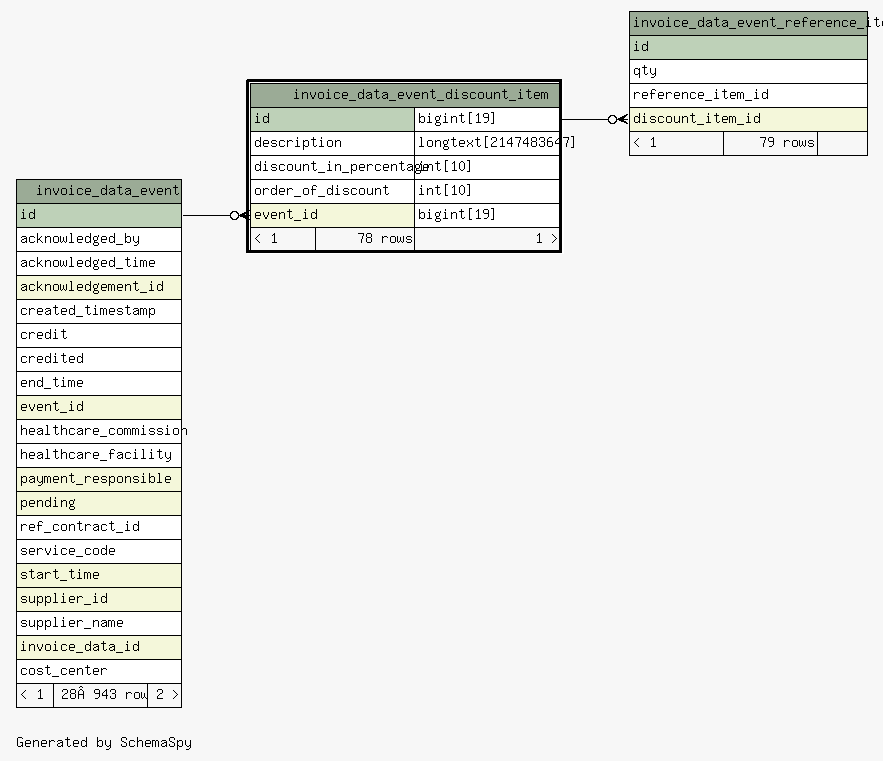 invoice_data_event
id
acknowledged_by
acknowledged_time
acknowledgement_id
created_timestamp
credit
credited
end_time
event_id
healthcare_commission
healthcare_facility
payment_responsible
pending
ref_contract_id
service_code
start_time
supplier_id
supplier_name
invoice_data_id
cost_center
< 1 28Â 943 row 2 >
invoice_data_event_discount_item
id bigint[19]
description longtext[2147483647]
discount_in_percentage int[10]
order_of_discount int[10]
event_id bigint[19]
< 1 78 rows 1 >
invoice_data_event_reference_ite
id
qty
reference_item_id
discount_item_id
< 1 79 rows
Generated by SchemaSpy